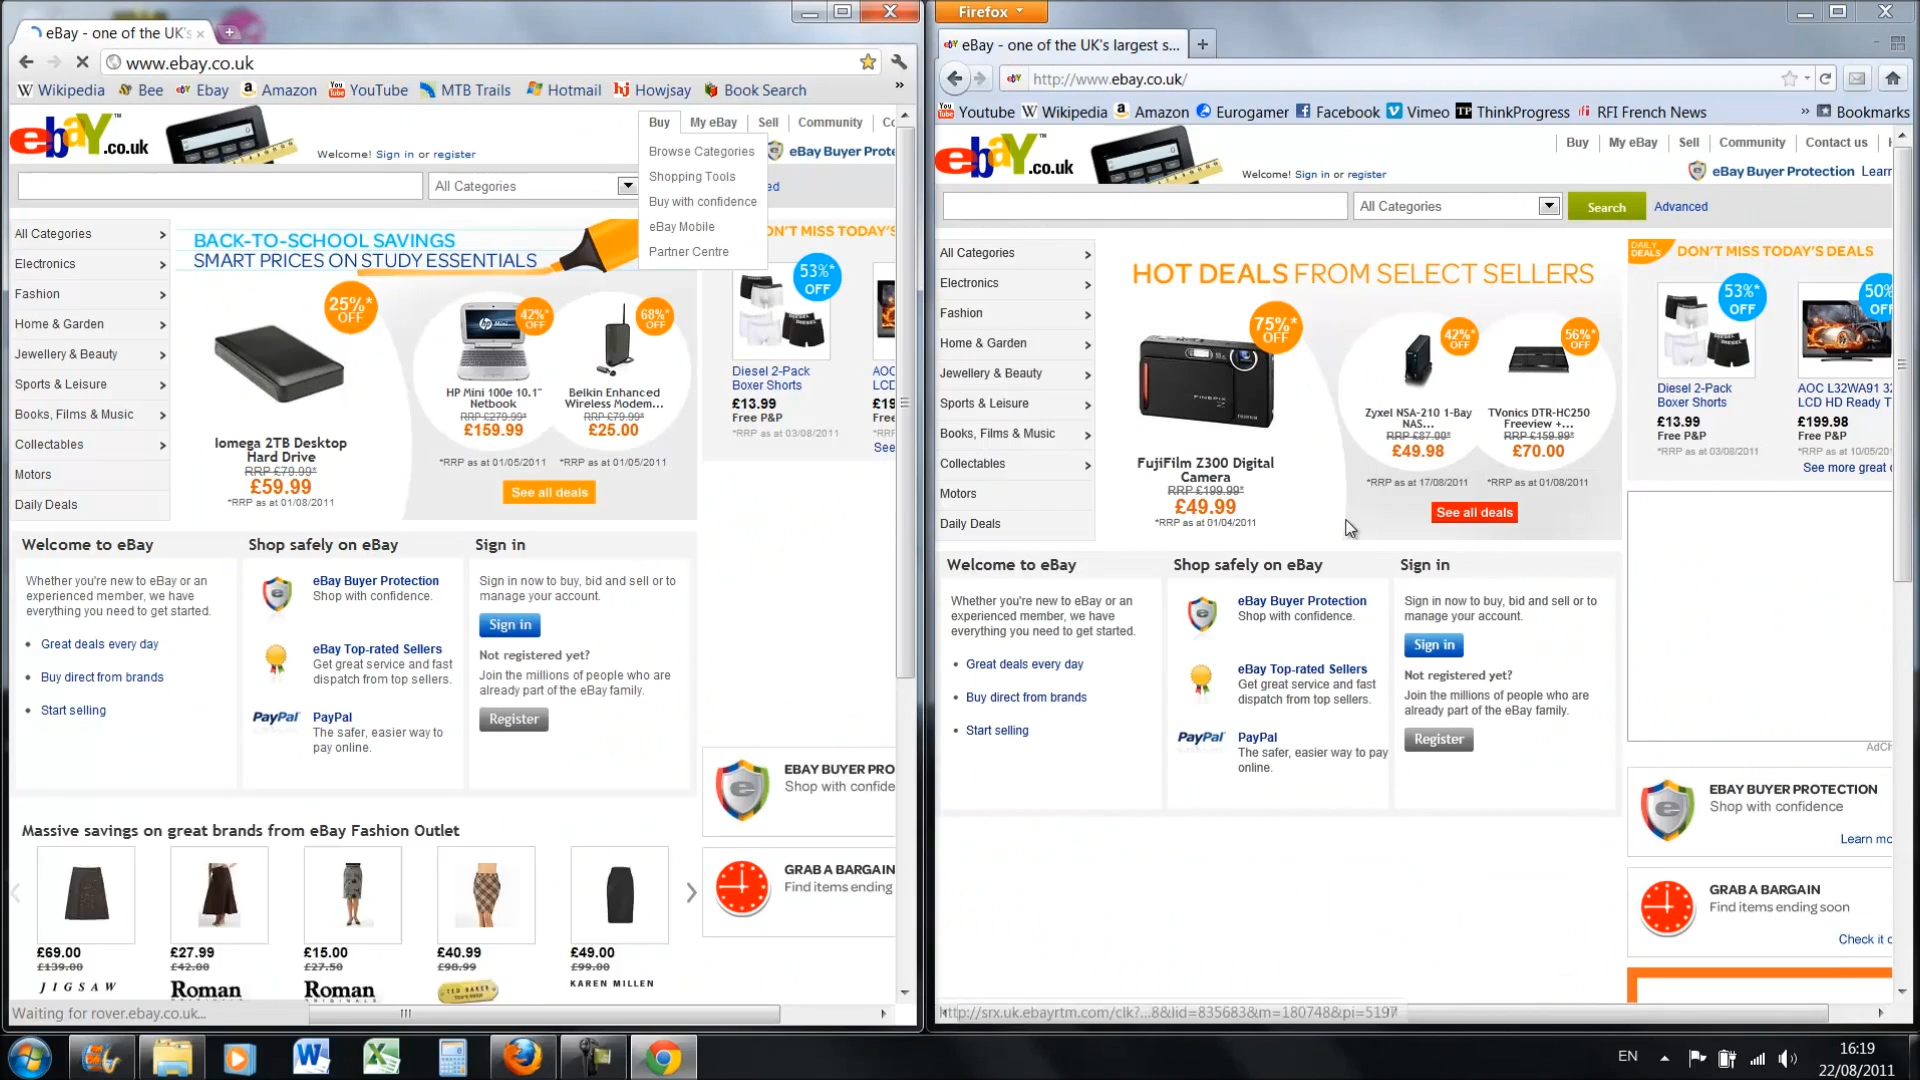 eBay - one of the UK's
www.ebay.co.uk
Wikipedia
Bee
Ebay
Amazon
YouTube
MTB Trails
Hotmail
Howjsay
Book Search
»
ebay.co.uk
Welcome! Sign in or register
Buy
My eBay
Sell
Community
Browse Categories
Shopping Tools
Buy with confidence
eBay Mobile
Partner Centre
eBay Buyer Prote
All Categories
All Categories
Electronics
Fashion
Home & Garden
Jewellery & Beauty
Sports & Leisure
Books, Films & Music
Collectables
Motors
Daily Deals
BACK-TO-SCHOOL SAVINGS
SMART PRICES ON STUDY ESSENTIALS
25%*
OFF
Iomega 2TB Desktop
Hard Drive
RRP £79.99*
£59.99
*RRP as at 01/08/2011
42%*
OFF
HP Mini 100e 10.1"
Netbook
RRP £279.99*
£159.99
*RRP as at 01/05/2011
68%*
OFF
Belkin Enhanced
Wireless Modem...
RRP £79.99*
£25.00
*RRP as at 01/05/2011
See all deals
ON'T MISS TODAY'S
53%*
OFF
Diesel 2-Pack
Boxer Shorts
£13.99
Free P&P
*RRP as at 03/08/2011
AOC
LCD
£19
Free
*RR
See
Welcome to eBay
Whether you're new to eBay or an
experienced member, we have
everything you need to get started.
Great deals every day
Buy direct from brands
Start selling
Shop safely on eBay
eBay Buyer Protection
Shop with confidence.
eBay Top-rated Sellers
Get great service and fast
dispatch from top sellers.
PayPal
PayPal
The safer, easier way to
pay online.
Sign in
Sign in now to buy, bid and sell or to
manage your account.
Sign in
Not registered yet?
Join the millions of people who are
already part of the eBay family.
Register
EBAY BUYER PRO
Shop with confide
GRAB A BARGAIN
Find items ending
Massive savings on great brands from eBay Fashion Outlet
£69.00
£139.00
JIGSAW
£27.99
£42.00
Roman
£15.00
£27.50
Roman
£40.99
£98.99
TED BAKER
£49.00
£99.00
KAREN MILLEN
Waiting for rover.ebay.co.uk...
Firefox
eBay - one of the UK's largest s...
http://www.ebay.co.uk/
Youtube
Wikipedia
Amazon
Eurogamer
Facebook
Vimeo
ThinkProgress
RFI French News
»
Bookmarks
ebay.co.uk
Welcome! Sign in or register
Buy
My eBay
Sell
Community
Contact us
eBay Buyer Protection Learr
All Categories
Search
Advanced
All Categories
Electronics
Fashion
Home & Garden
Jewellery & Beauty
Sports & Leisure
Books, Films & Music
Collectables
Motors
Daily Deals
HOT DEALS FROM SELECT SELLERS
75%*
OFF
FujiFilm Z300 Digital
Camera
RRP £199.99*
£49.99
*RRP as at 01/04/2011
42%*
OFF
Zyxel NSA-210 1-Bay
NAS...
RRP £87.00*
£49.98
*RRP as at 17/08/2011
56%*
OFF
TVonics DTR-HC250
Freeview +...
RRP £159.99*
£70.00
*RRP as at 01/08/2011
See all deals
DAILY
DEALS
DON'T MISS TODAY'S DEALS
53%*
OFF
Diesel 2-Pack
Boxer Shorts
£13.99
Free P&P
*RRP as at 03/08/2011
50%
OFF
AOC L32WA91 32
LCD HD Ready T
£199.98
Free P&P
*RRP as at 10/05/20
See more great d
Welcome to eBay
Whether you're new to eBay or an
experienced member, we have
everything you need to get started.
Great deals every day
Buy direct from brands
Start selling
Shop safely on eBay
eBay Buyer Protection
Shop with confidence.
eBay Top-rated Sellers
Get great service and fast
dispatch from top sellers.
PayPal
PayPal
The safer, easier way to pay
online.
Sign in
Sign in now to buy, bid and sell or to
manage your account.
Sign in
Not registered yet?
Join the millions of people who are
already part of the eBay family.
Register
AdCh
EBAY BUYER PROTECTION
Shop with confidence
Learn mo
GRAB A BARGAIN
Find items ending soon
Check it o
http://srx.uk.ebayrtm.com/clk?...8&lid=835683&m=180748&pi=5197
EN
16:19
22/08/2011